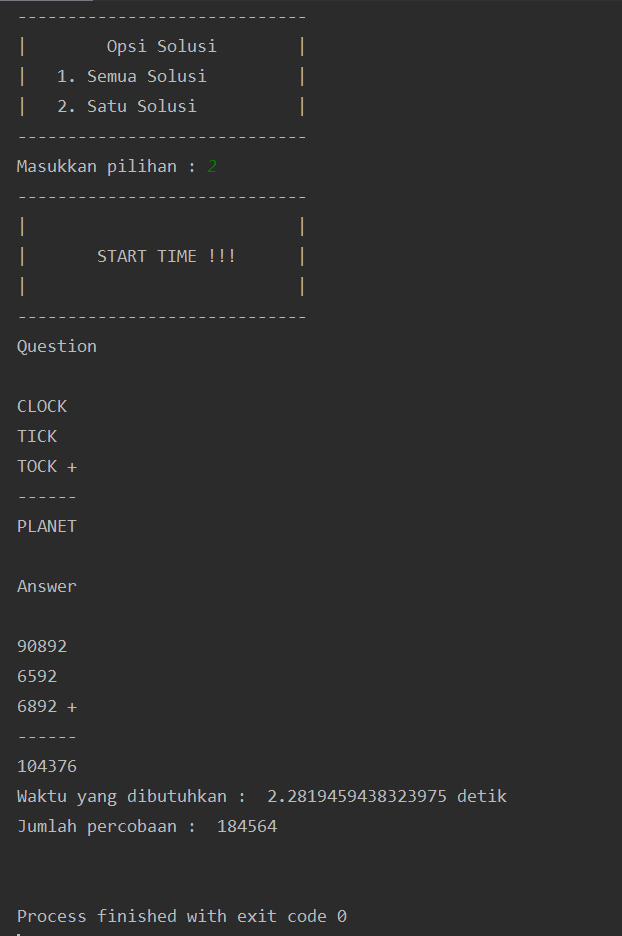 -----------------------------
|        Opsi Solusi        |
|   1. Semua Solusi         |
|   2. Satu Solusi          |
-----------------------------
Masukkan pilihan : 2
-----------------------------
|                           |
|       START TIME !!!      |
|                           |
-----------------------------
Question
CLOCK
TICK
TOCK +
------
PLANET
Answer
90892
6592
6892 +
------
104376
Waktu yang dibutuhkan :  2.2819459438323975 detik
Jumlah percobaan :  184564
Process finished with exit code 0